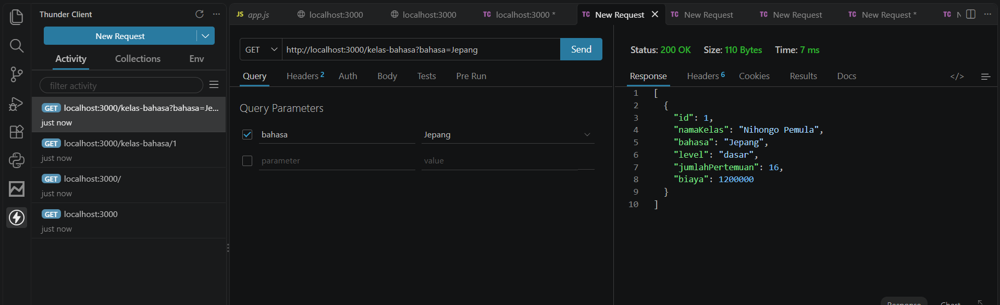 Thunder Client
New Request
Activity Collections Env
filter activity
GET localhost:3000/kelas-bahasa?bahasa=Je...
just now
GET localhost:3000/kelas-bahasa/1
just now
GET localhost:3000/
just now
GET localhost:3000
just now
JS app.js localhost:3000 localhost:3000 TC localhost:3000 * TC New Request TC New Request TC New Request TC New Request * TC
GET http://localhost:3000/kelas-bahasa?bahasa=Jepang Send
Query Headers 2 Auth Body Tests Pre Run
Query Parameters
bahasa Jepang
parameter value
Status: 200 OK Size: 110 Bytes Time: 7 ms
Response Headers 6 Cookies Results Docs </>
1 [
2 {
3 "id": 1,
4 "namaKelas": "Nihongo Pemula",
5 "bahasa": "Jepang",
6 "level": "dasar",
7 "jumlahPertemuan": 16,
8 "biaya": 1200000
9 }
10 ]
Response Chart